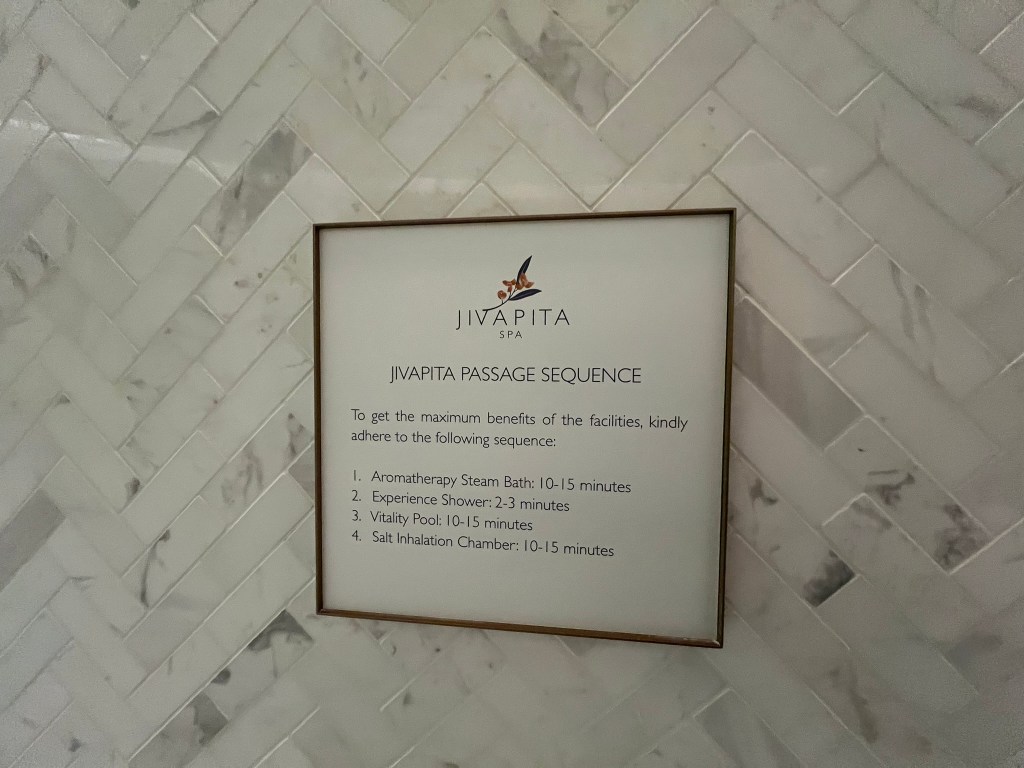 JIVAPITA
SPA
JIVAPITA PASSAGE SEQUENCE
To get the maximum benefits of the facilities, kindly
adhere to the following sequence:
1. Aromatherapy Steam Bath: 10-15 minutes
2. Experience Shower: 2-3 minutes
3. Vitality Pool: 10-15 minutes
4. Salt Inhalation Chamber: 10-15 minutes